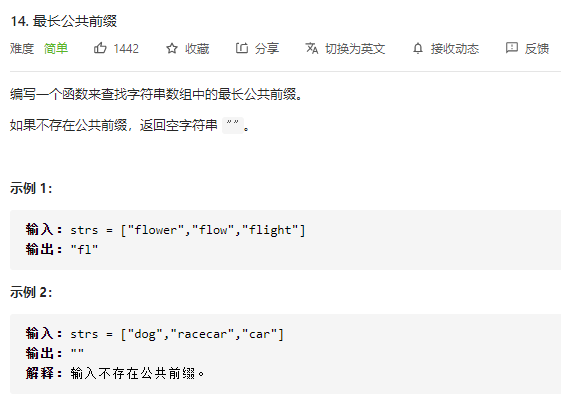 14. 最长公共前缀
难度 简单 1442 收藏 分享 切换为英文 接收动态 反馈
编写一个函数来查找字符串数组中的最长公共前缀。
如果不存在公共前缀，返回空字符串 ""。
示例 1：
输入：strs = ["flower","flow","flight"]
输出："fl"
示例 2：
输入：strs = ["dog","racecar","car"]
输出：""
解释：输入不存在公共前缀。